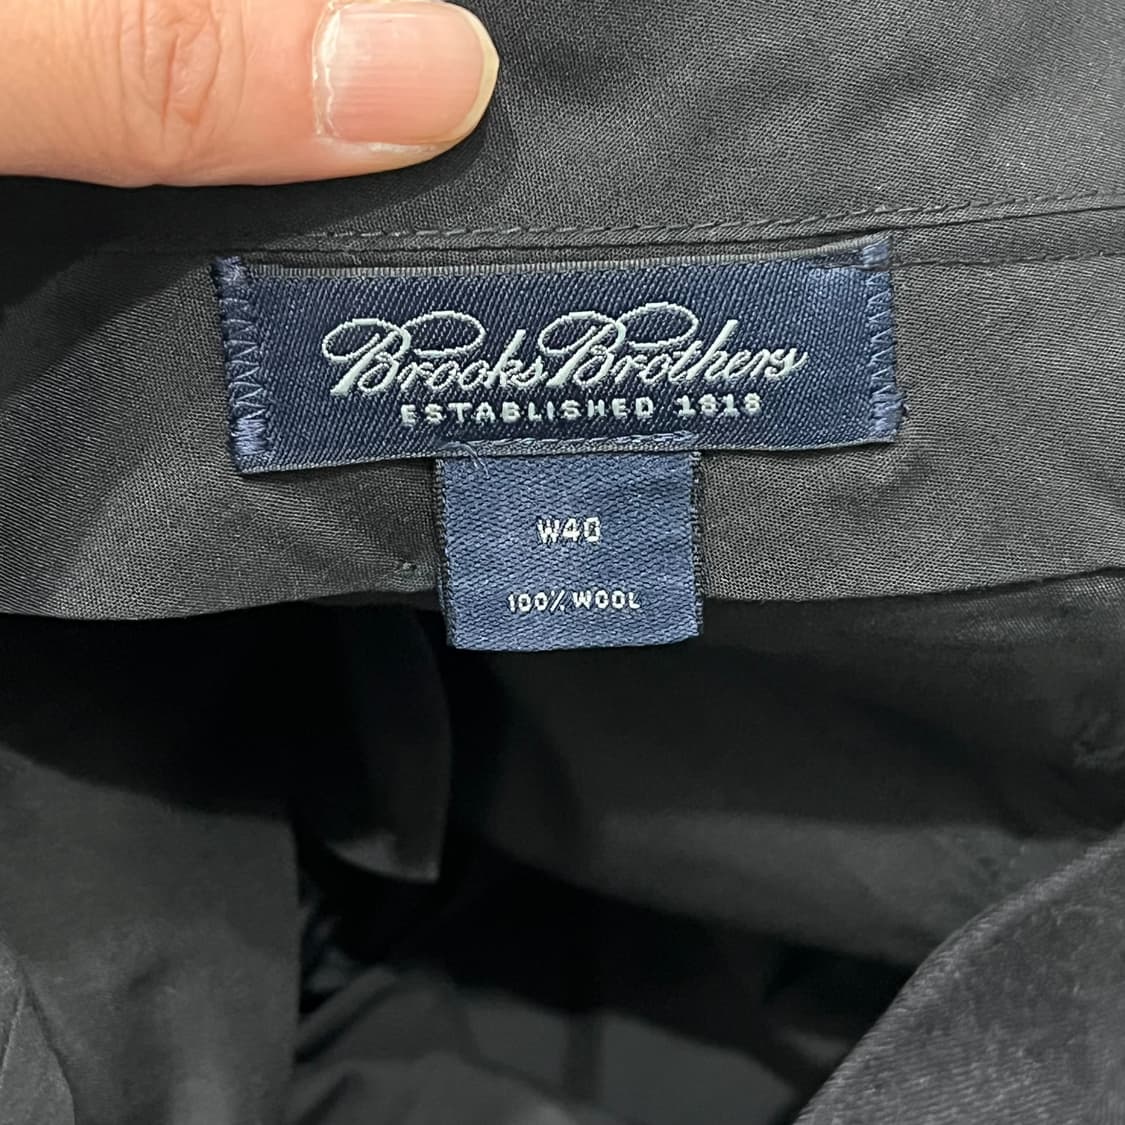 Brooks Brothers
ESTABLISHED 1818
W40
100% WOOL